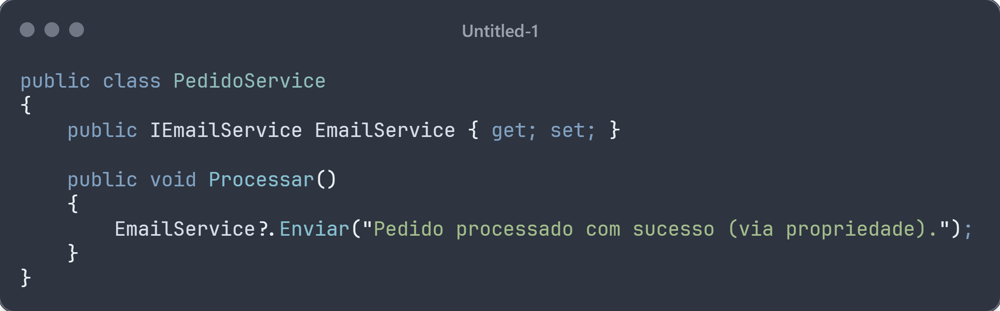 Untitled-1
public class PedidoService
{
    public IEmailService EmailService { get; set; }
    public void Processar()
    {
        EmailService?.Enviar("Pedido processado com sucesso (via propriedade).");
    }
}